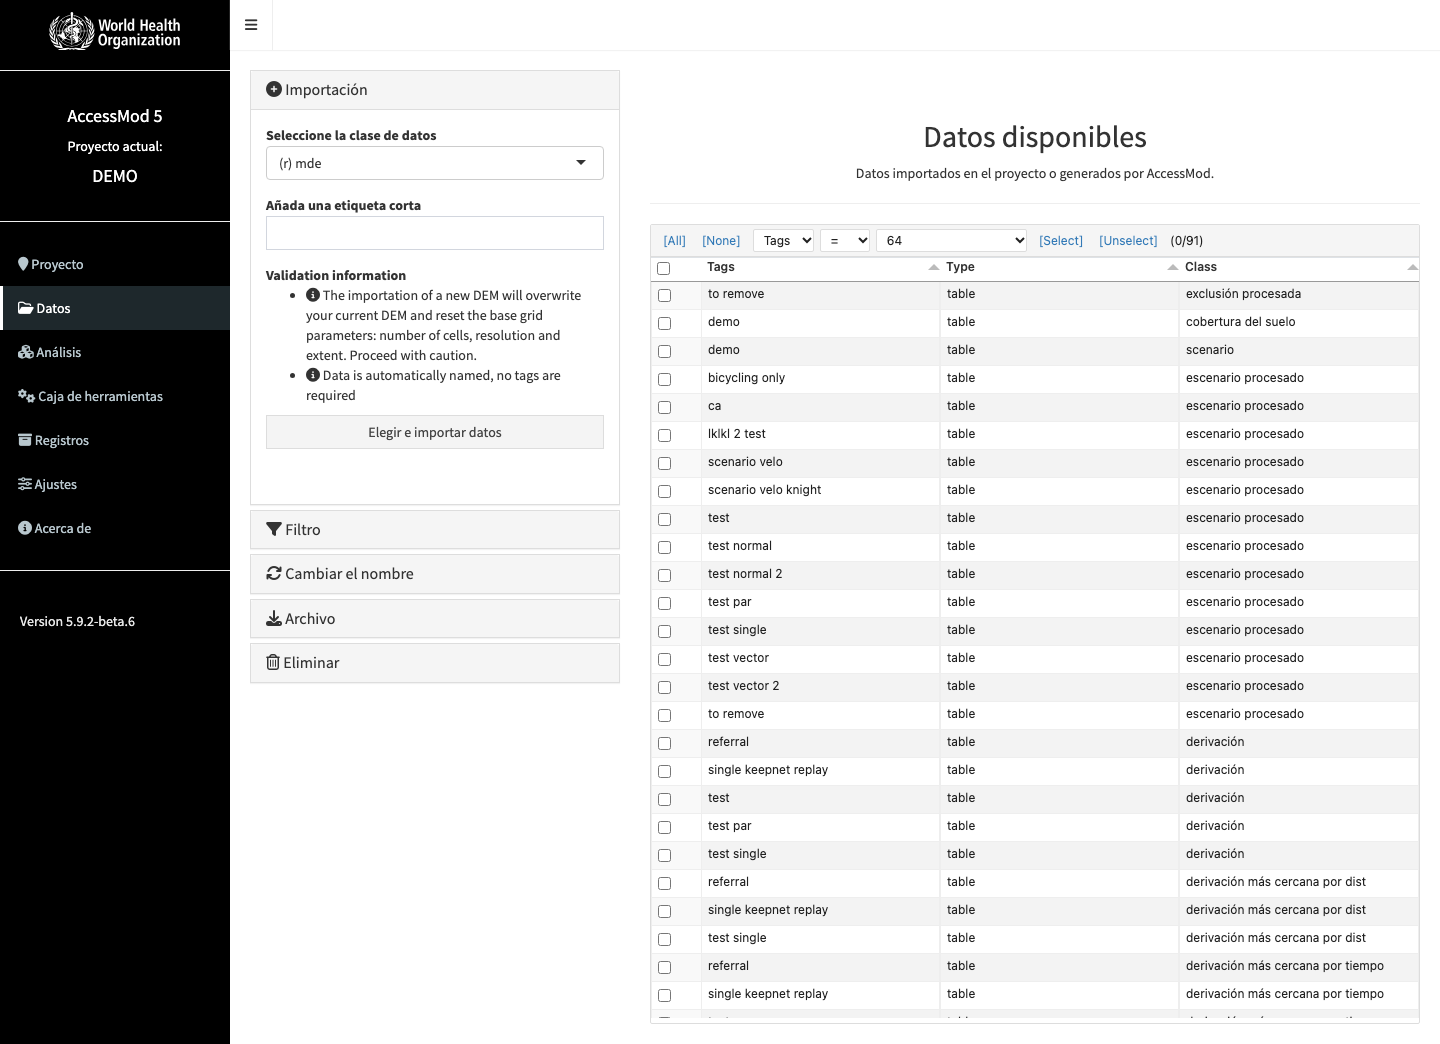 World Health
Organization
AccessMod 5
Proyecto actual:
DEMO
Proyecto
Datos
Análisis
Caja de herramientas
Registros
Ajustes
Acerca de
Version 5.9.2-beta.6
Importación
Seleccione la clase de datos
(r) mde
Añada una etiqueta corta
Validation information
The importation of a new DEM will overwrite
your current DEM and reset the base grid
parameters: number of cells, resolution and
extent. Proceed with caution.
Data is automatically named, no tags are
required
Elegir e importar datos
Filtro
Cambiar el nombre
Archivo
Eliminar
Datos disponibles
Datos importados en el proyecto o generados por AccessMod.
[All] [None] Tags = 64 [Select] [Unselect] (0/91)
Tags Type Class
to remove table exclusión procesada
demo table cobertura del suelo
demo table scenario
bicycling only table escenario procesado
ca table escenario procesado
lklkl 2 test table escenario procesado
scenario velo table escenario procesado
scenario velo knight table escenario procesado
test table escenario procesado
test normal table escenario procesado
test normal 2 table escenario procesado
test par table escenario procesado
test single table escenario procesado
test vector table escenario procesado
test vector 2 table escenario procesado
to remove table escenario procesado
referral table derivación
single keepnet replay table derivación
test table derivación
test par table derivación
test single table derivación
referral table derivación más cercana por dist
single keepnet replay table derivación más cercana por dist
test single table derivación más cercana por dist
referral table derivación más cercana por tiempo
single keepnet replay table derivación más cercana por tiempo